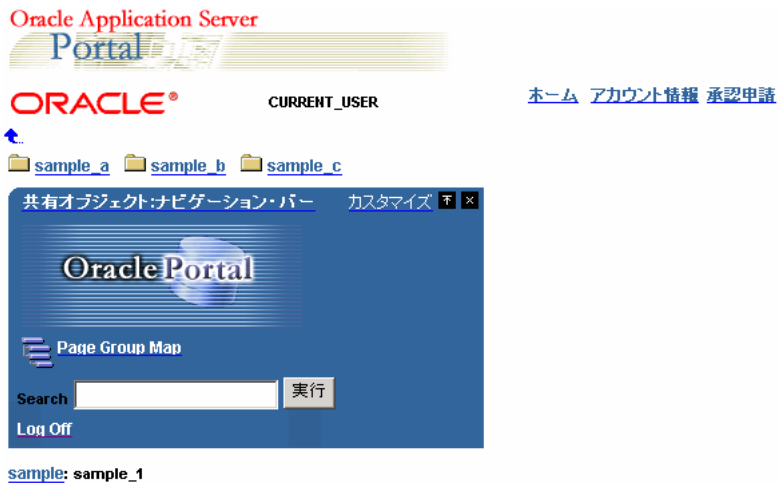 Oracle Application Server
Portal
ORACLE® CURRENT_USER ホーム アカウント情報 承認申請
sample_a sample_b sample_c
共有オブジェクト:ナビゲーション・バー カスタマイズ
Oracle Portal
Page Group Map
Search 実行
Log Off
sample: sample_1